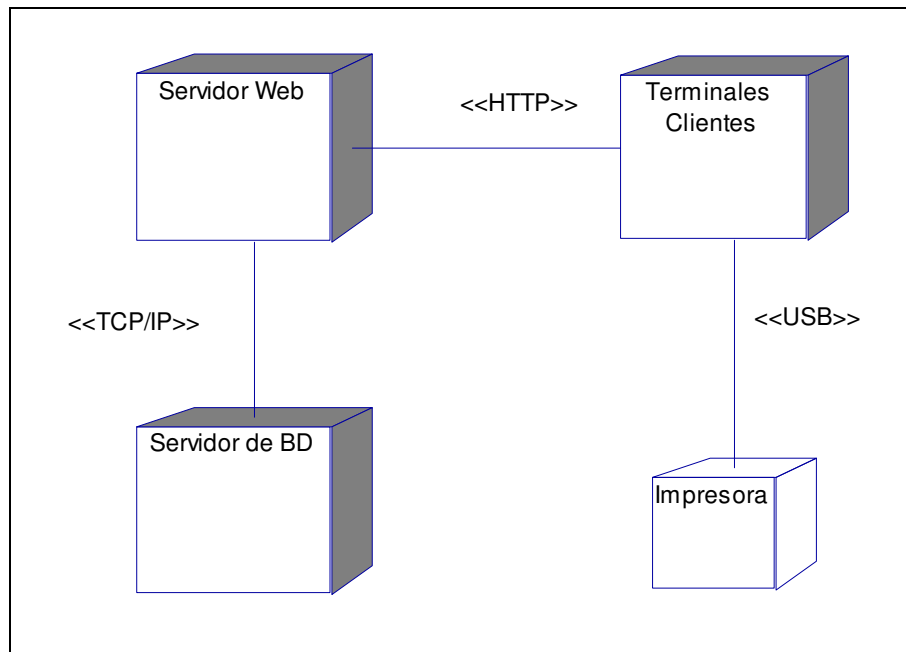 Servidor Web
<<HTTP>>
Terminales
Clientes
<<TCP/IP>>
<<USB>>
Servidor de BD
Impresora